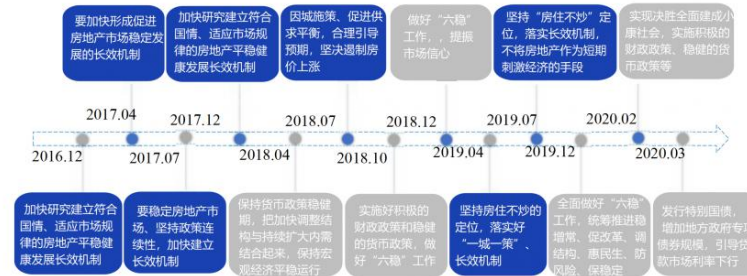 要加快形成促进
房地产市场稳定发
展的长效机制
加快研究建立符合
国情、适应市场规
律的房地产平稳健
康发展长效机制
因城施策、促进供
求平衡,合理引导
预期,坚决遏制房
价上涨
做好“六稳”
工作,,提振
市场信心
坚持“房住不炒”定
位,落实长效机制,
不将房地产作为短期
刺激经济的手段
实现决胜全面建成小
康社会,实施积极的
财政政策、稳健的货
币政策等
2017.04
2017.12
2018.07
2018.12
2019.07
2020.02
2016.12
2017.07
2018.04
2018.10
2019.04
2019.12
2020.03
加快研究建立符合
国情、适应市场规
律的房地产平稳健
康发展长效机制
要稳定房地产市
场、坚持政策连
续性,加快建立
长效机制
保持货币政策稳健
期,把加快调整结构
与持续扩大内需
结合起来,保持宏
观经济平稳运行
实施好积极的
财政政策和稳健
的货币政策,做
好“六稳”工作
坚持房住不炒的
定位,落实好
“一城一策”、
长效机制
全面做好“六稳”
工作,统筹推进稳
增常、促改革、调
结构、惠民生、防
风险、保稳定
发行特别国债,
增加地方政府专项
债券规模,引导贷
款市场利率下行